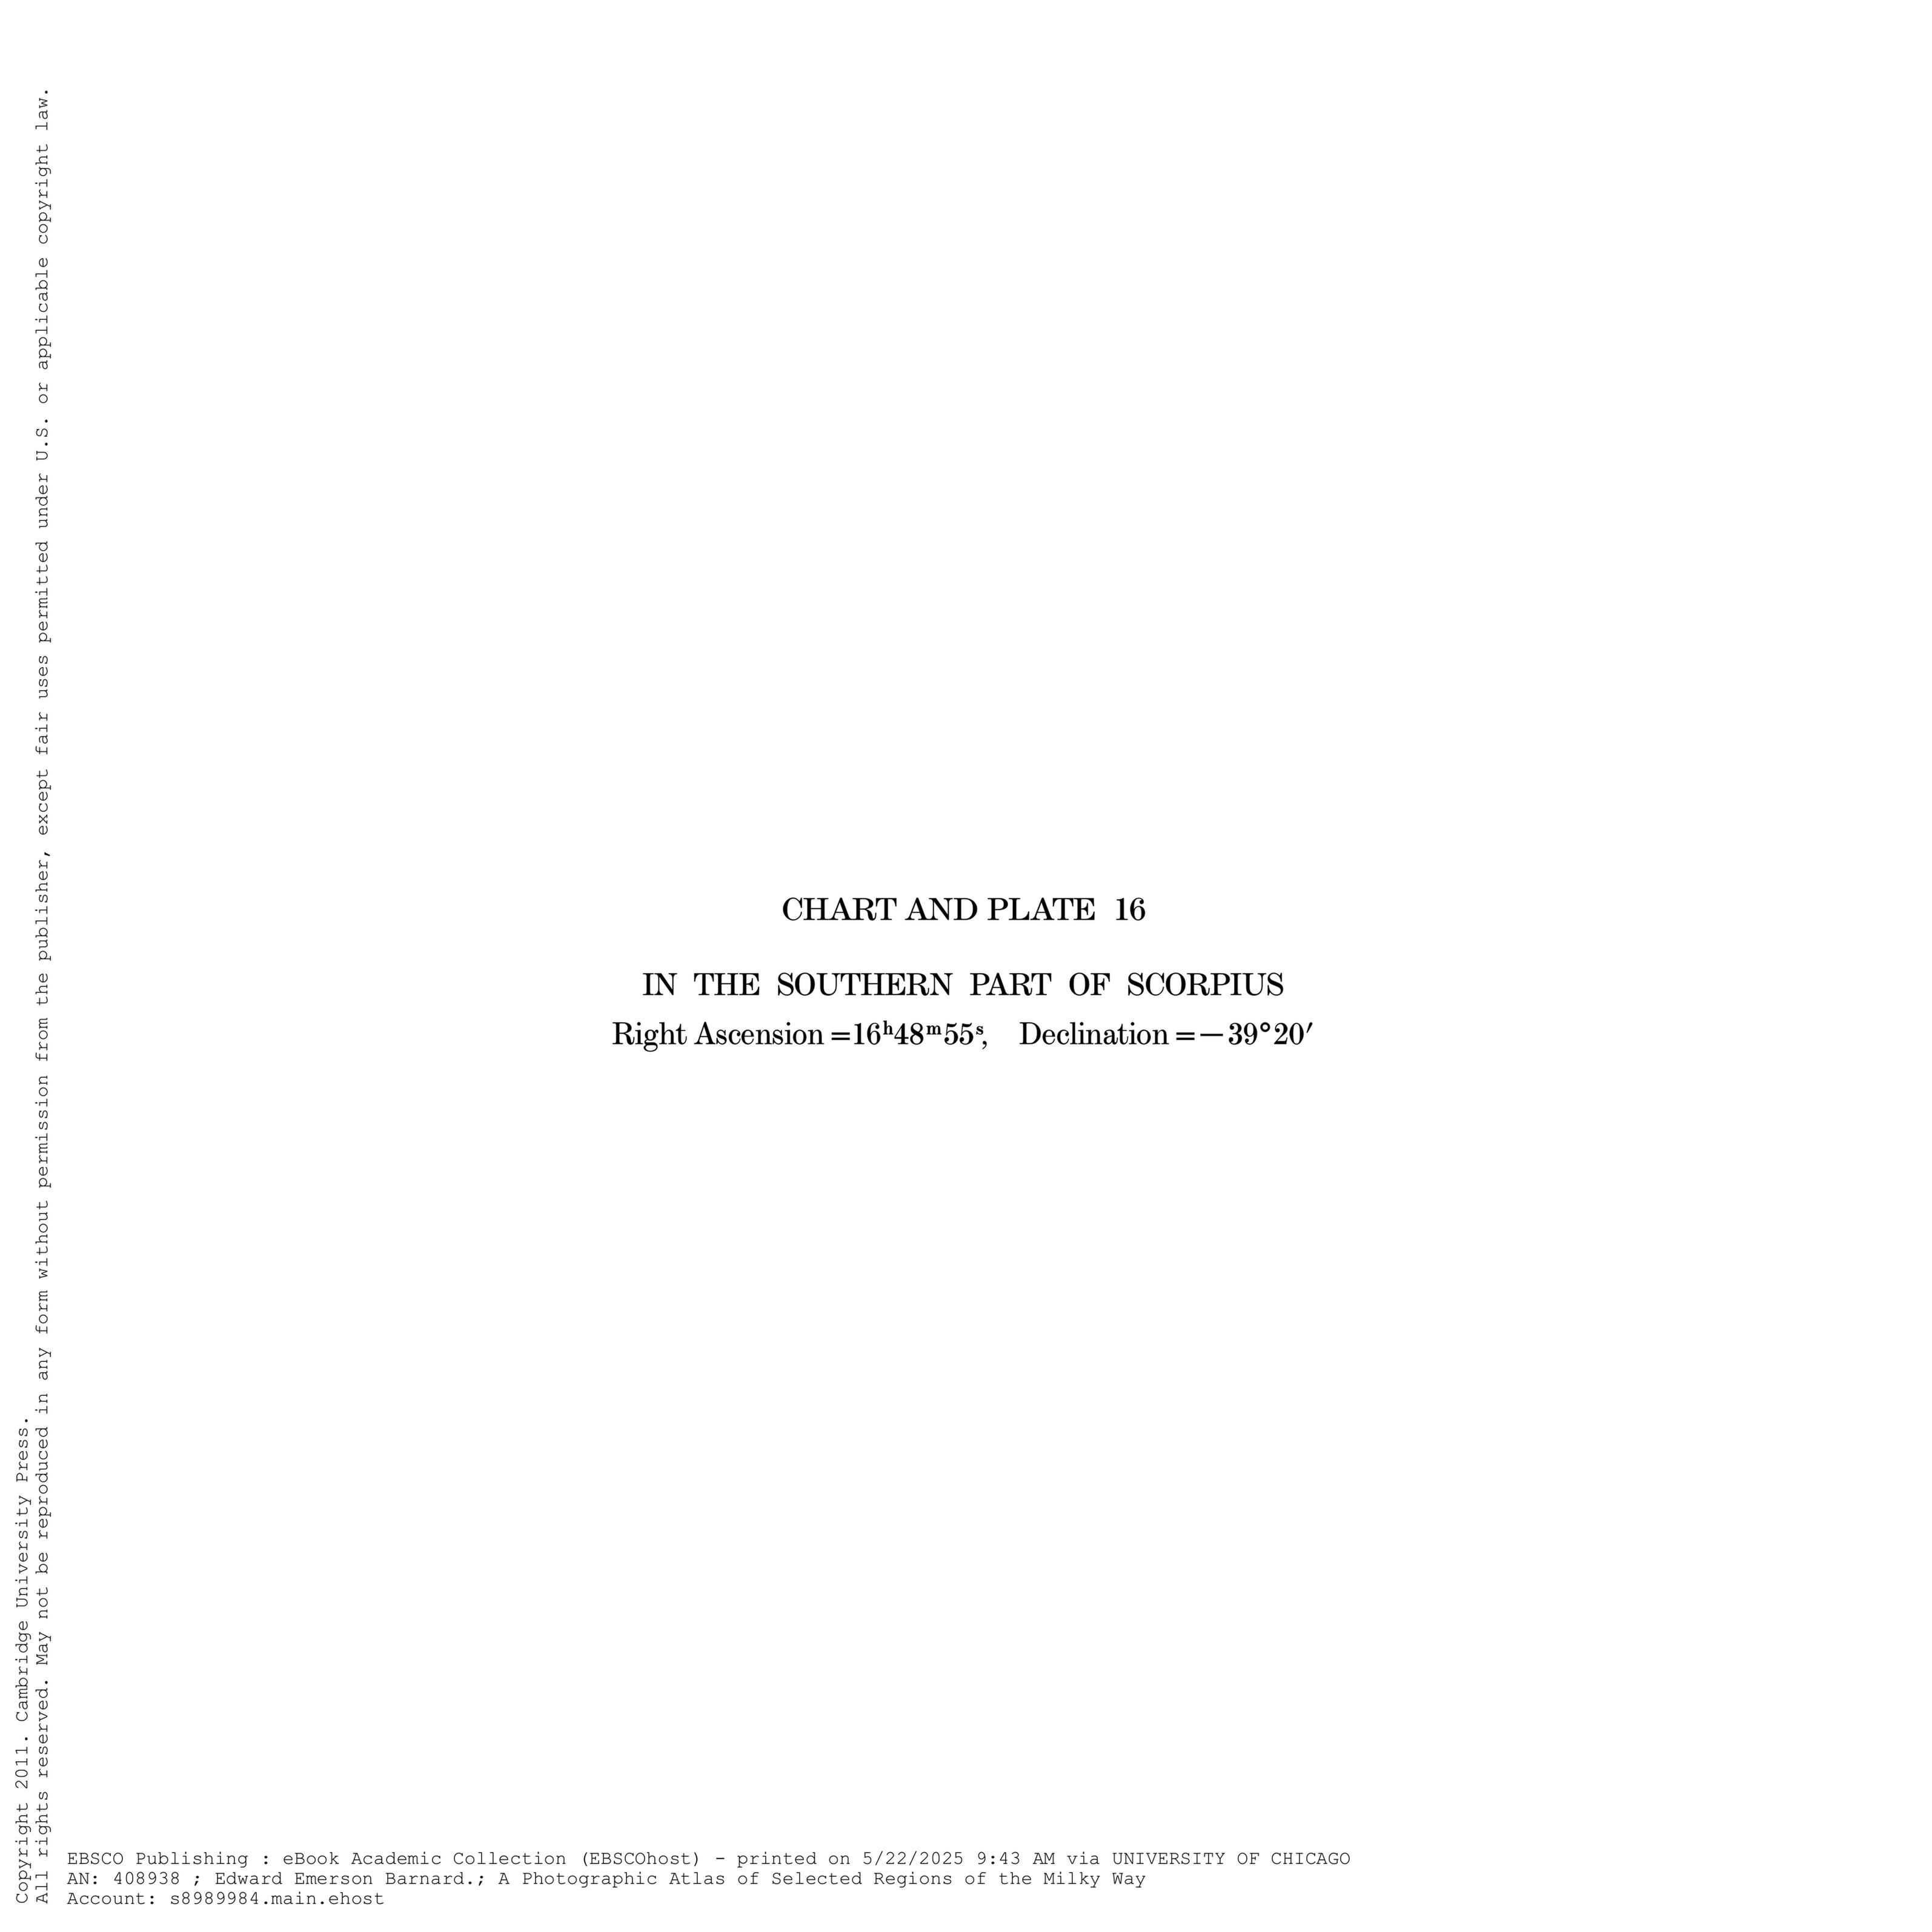 CHART AND PLATE 16
IN THE SOUTHERN PART OF SCORPIUS
Right Ascension =16ʰ48ᵐ55ˢ, Declination =−39°20′
Copyright 2011. Cambridge University Press.
All rights reserved. May not be reproduced in any form without permission from the publisher, except fair uses permitted under U.S. or applicable copyright law.
EBSCO Publishing : eBook Academic Collection (EBSCOhost) - printed on 5/22/2025 9:43 AM via UNIVERSITY OF CHICAGO
AN: 408938 ; Edward Emerson Barnard.; A Photographic Atlas of Selected Regions of the Milky Way
Account: s8989984.main.ehost